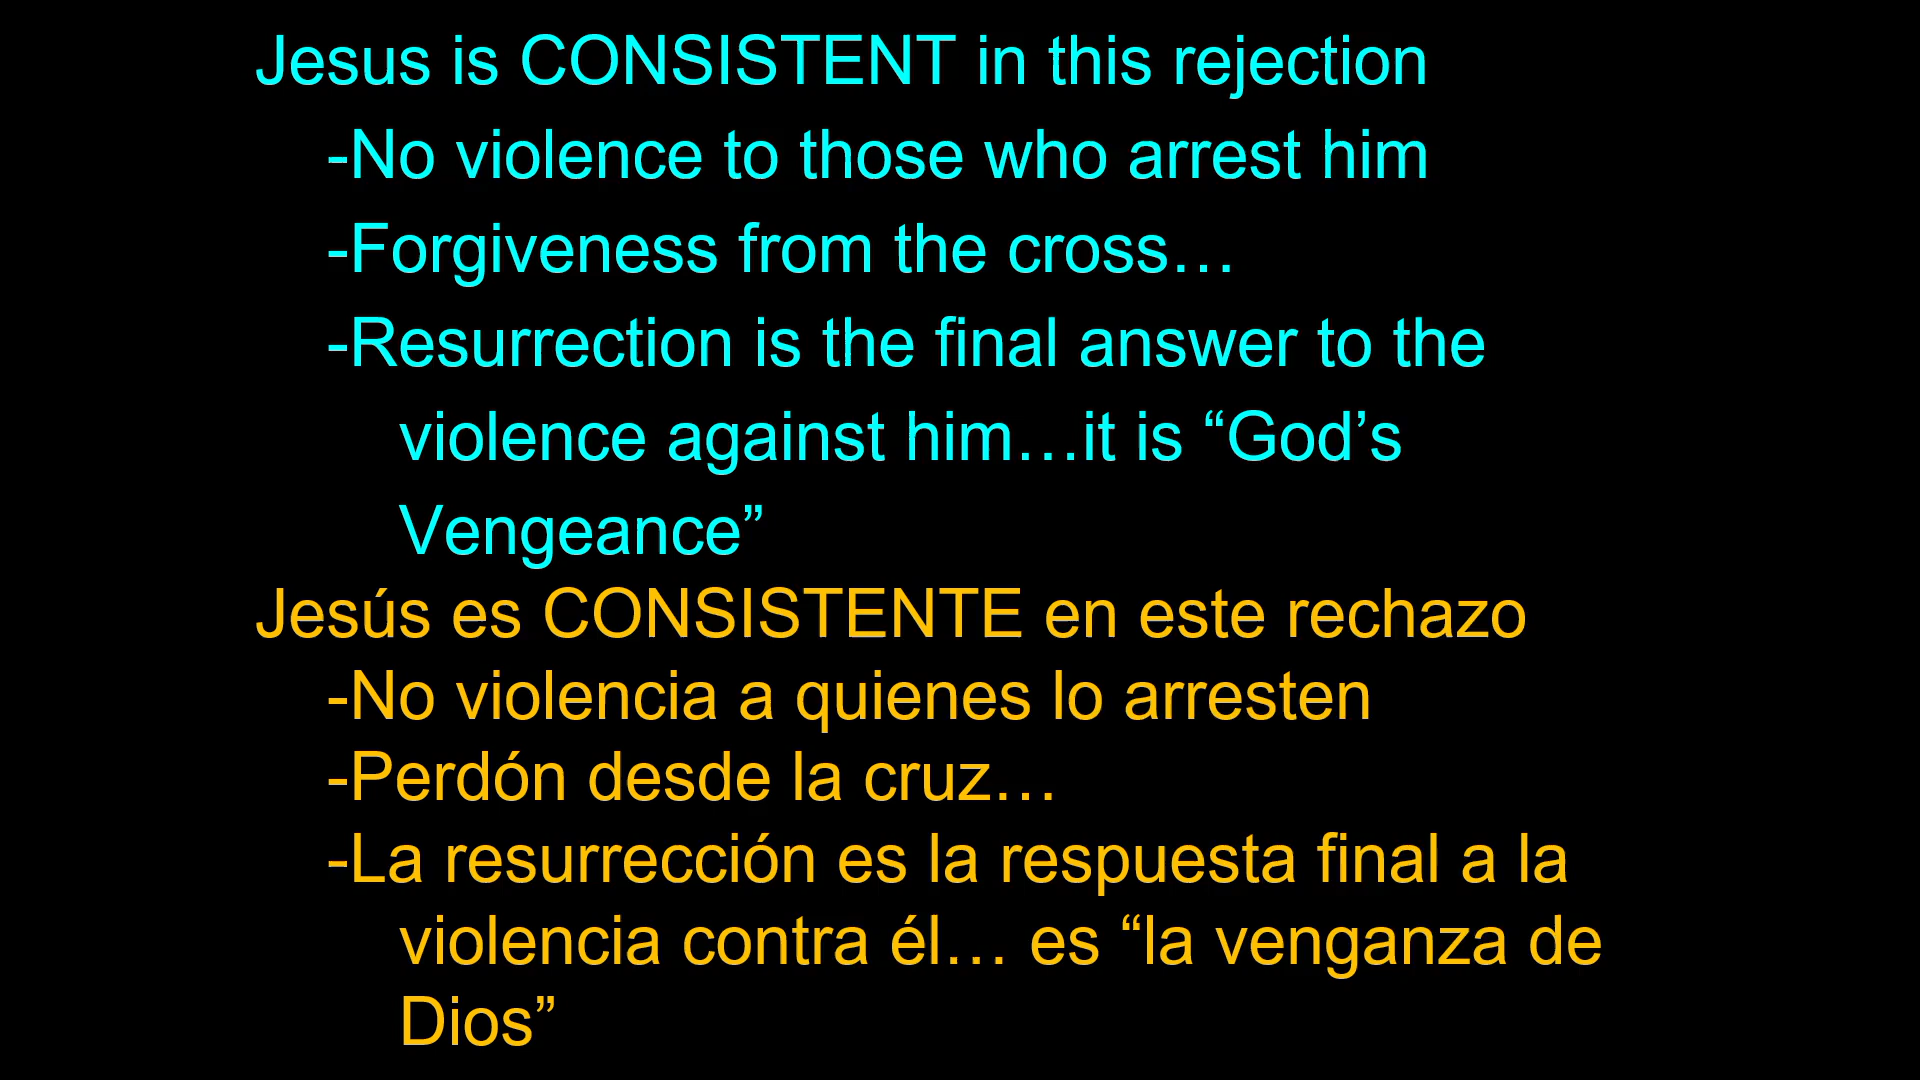 Jesus is CONSISTENT in this rejection
-No violence to those who arrest him
-Forgiveness from the cross…
-Resurrection is the final answer to the
violence against him…it is “God’s
Vengeance”
Jesús es CONSISTENTE en este rechazo
-No violencia a quienes lo arresten
-Perdón desde la cruz…
-La resurrección es la respuesta final a la
violencia contra él… es “la venganza de
Dios”